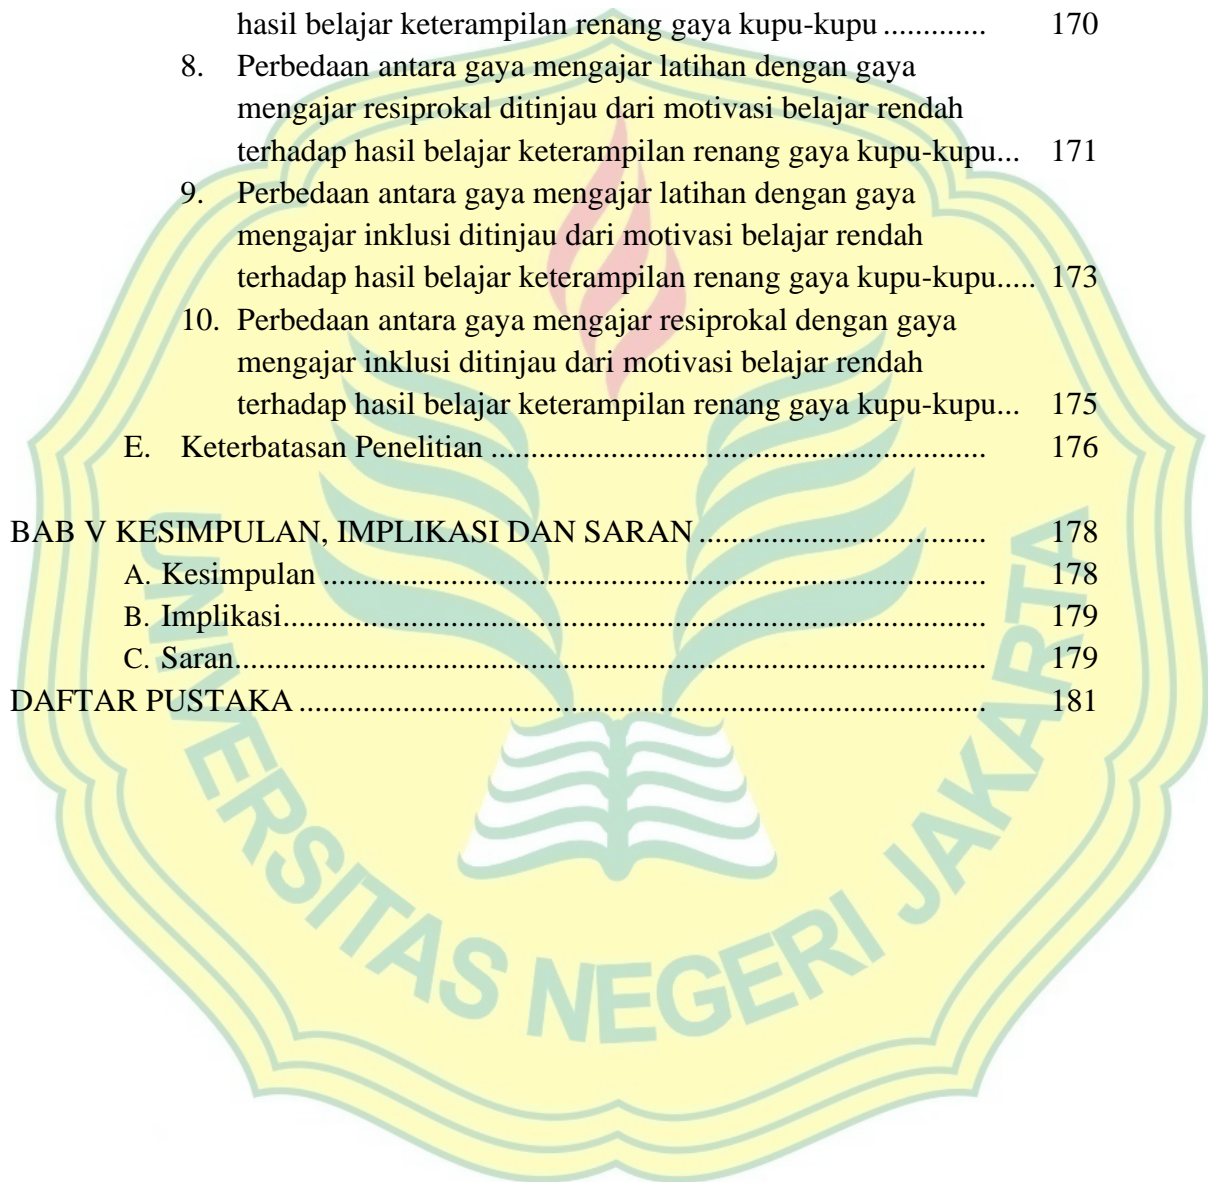 hasil belajar keterampilan renang gaya kupu-kupu ............. 170
8. Perbedaan antara gaya mengajar latihan dengan gaya
mengajar resiprokal ditinjau dari motivasi belajar rendah
terhadap hasil belajar keterampilan renang gaya kupu-kupu... 171
9. Perbedaan antara gaya mengajar latihan dengan gaya
mengajar inklusi ditinjau dari motivasi belajar rendah
terhadap hasil belajar keterampilan renang gaya kupu-kupu..... 173
10. Perbedaan antara gaya mengajar resiprokal dengan gaya
mengajar inklusi ditinjau dari motivasi belajar rendah
terhadap hasil belajar keterampilan renang gaya kupu-kupu... 175
E. Keterbatasan Penelitian ............................................................... 176
BAB V KESIMPULAN, IMPLIKASI DAN SARAN .................................... 178
A. Kesimpulan .................................................................................... 178
B. Implikasi......................................................................................... 179
C. Saran............................................................................................... 179
DAFTAR PUSTAKA ....................................................................................... 181
UNIVERSITAS NEGERI JAKARTA